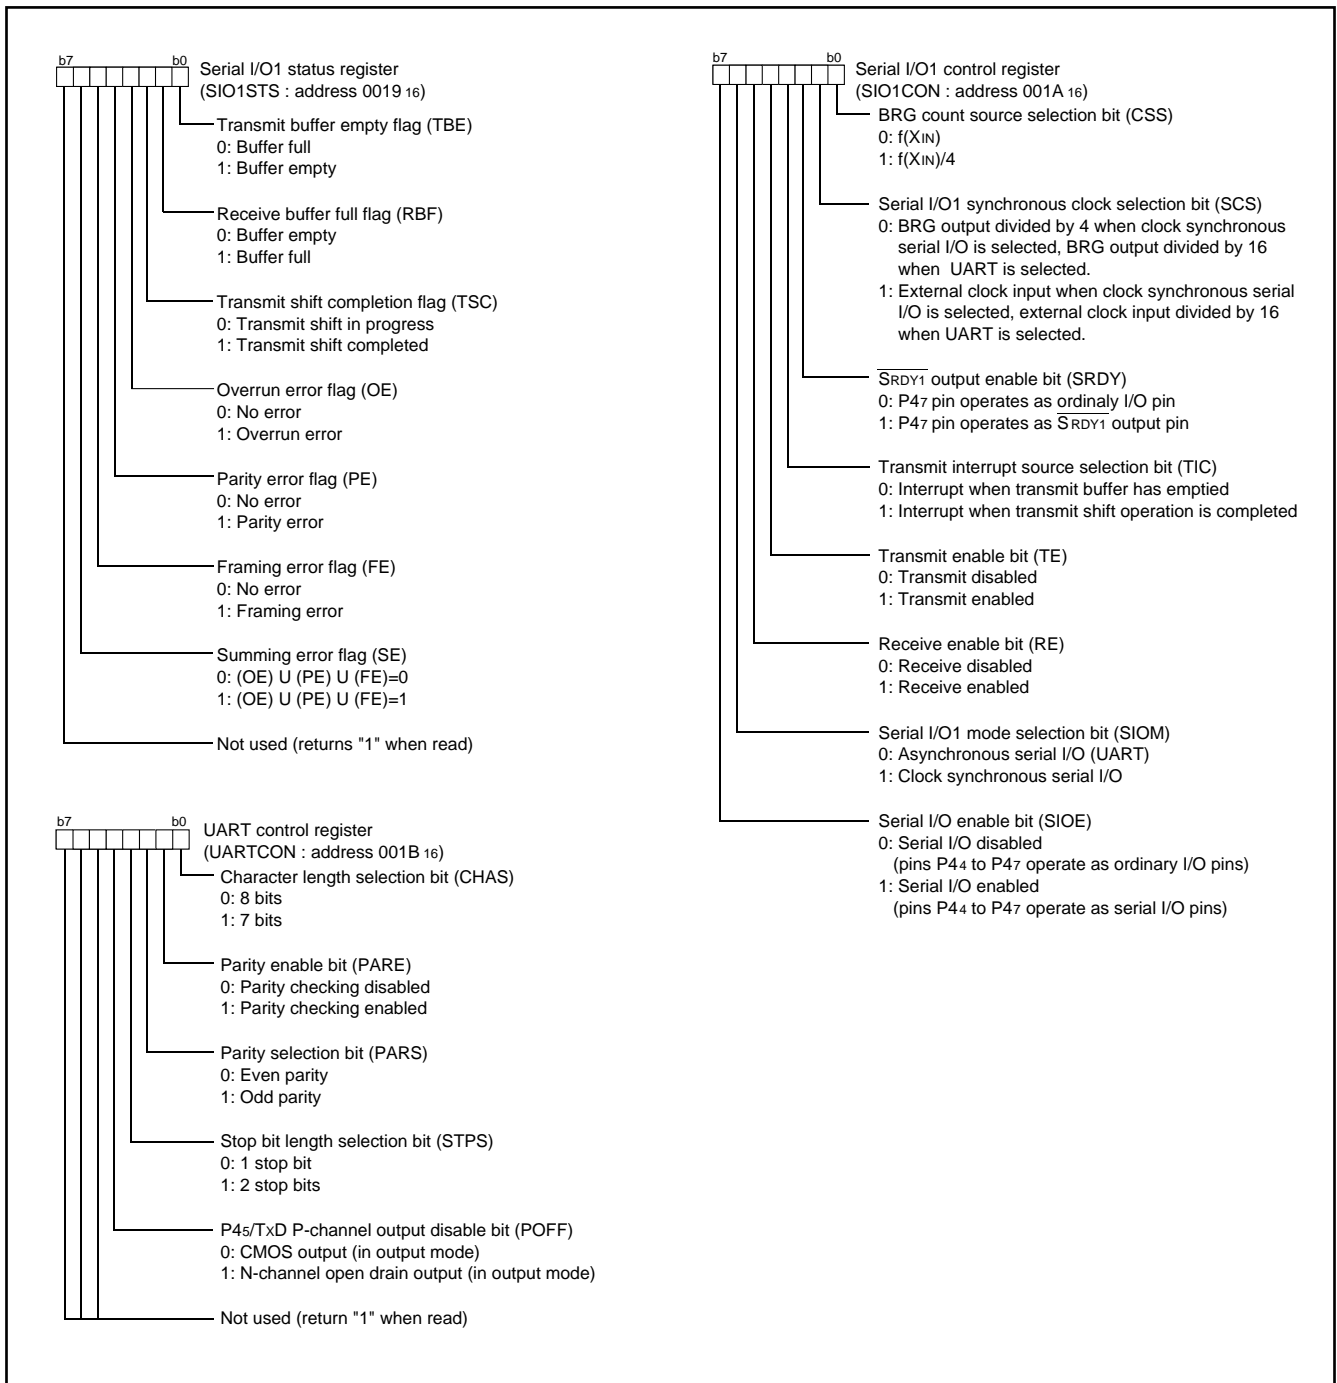 b7 b0 Serial I/O1 status register
(SIO1STS : address 0019 16)
Transmit buffer empty flag (TBE)
0: Buffer full
1: Buffer empty
Receive buffer full flag (RBF)
0: Buffer empty
1: Buffer full
Transmit shift completion flag (TSC)
0: Transmit shift in progress
1: Transmit shift completed
Overrun error flag (OE)
0: No error
1: Overrun error
Parity error flag (PE)
0: No error
1: Parity error
Framing error flag (FE)
0: No error
1: Framing error
Summing error flag (SE)
0: (OE) U (PE) U (FE)=0
1: (OE) U (PE) U (FE)=1
Not used (returns "1" when read)
b7 b0 UART control register
(UARTCON : address 001B 16)
Character length selection bit (CHAS)
0: 8 bits
1: 7 bits
Parity enable bit (PARE)
0: Parity checking disabled
1: Parity checking enabled
Parity selection bit (PARS)
0: Even parity
1: Odd parity
Stop bit length selection bit (STPS)
0: 1 stop bit
1: 2 stop bits
P45/TxD P-channel output disable bit (POFF)
0: CMOS output (in output mode)
1: N-channel open drain output (in output mode)
Not used (return "1" when read)
b7 b0 Serial I/O1 control register
(SIO1CON : address 001A 16)
BRG count source selection bit (CSS)
0: f(XIN)
1: f(XIN)/4
Serial I/O1 synchronous clock selection bit (SCS)
0: BRG output divided by 4 when clock synchronous
serial I/O is selected, BRG output divided by 16
when UART is selected.
1: External clock input when clock synchronous serial
I/O is selected, external clock input divided by 16
when UART is selected.
SRDY1 output enable bit (SRDY)
0: P47 pin operates as ordinaly I/O pin
1: P47 pin operates as SRDY1 output pin
Transmit interrupt source selection bit (TIC)
0: Interrupt when transmit buffer has emptied
1: Interrupt when transmit shift operation is completed
Transmit enable bit (TE)
0: Transmit disabled
1: Transmit enabled
Receive enable bit (RE)
0: Receive disabled
1: Receive enabled
Serial I/O1 mode selection bit (SIOM)
0: Asynchronous serial I/O (UART)
1: Clock synchronous serial I/O
Serial I/O enable bit (SIOE)
0: Serial I/O disabled
(pins P44 to P47 operate as ordinary I/O pins)
1: Serial I/O enabled
(pins P44 to P47 operate as serial I/O pins)